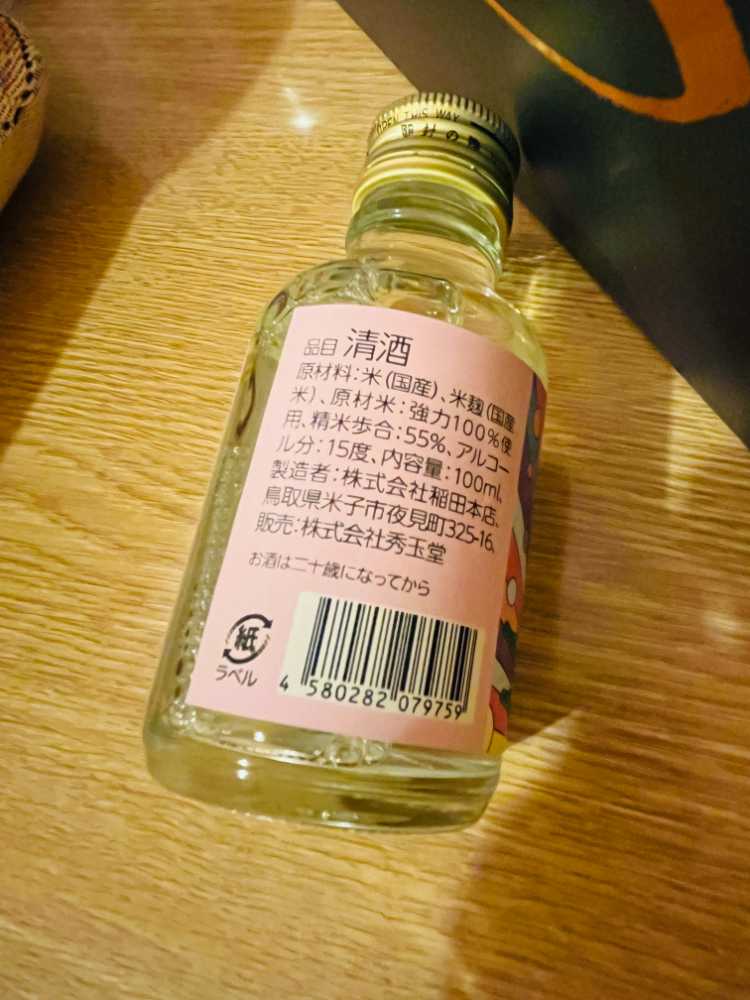 OPEN THIS WAY
品目 清酒
原材料:米(国産)、米麹(国産
米)、原材米:強力100%使
用、精米歩合:55%、アルコー
ル分:15度、内容量:100ml、
製造者:株式会社稲田本店、
鳥取県米子市夜見町325-16、
販売:株式会社秀玉堂
お酒は二十歳になってから
紙
ラベル
4 580282 079759